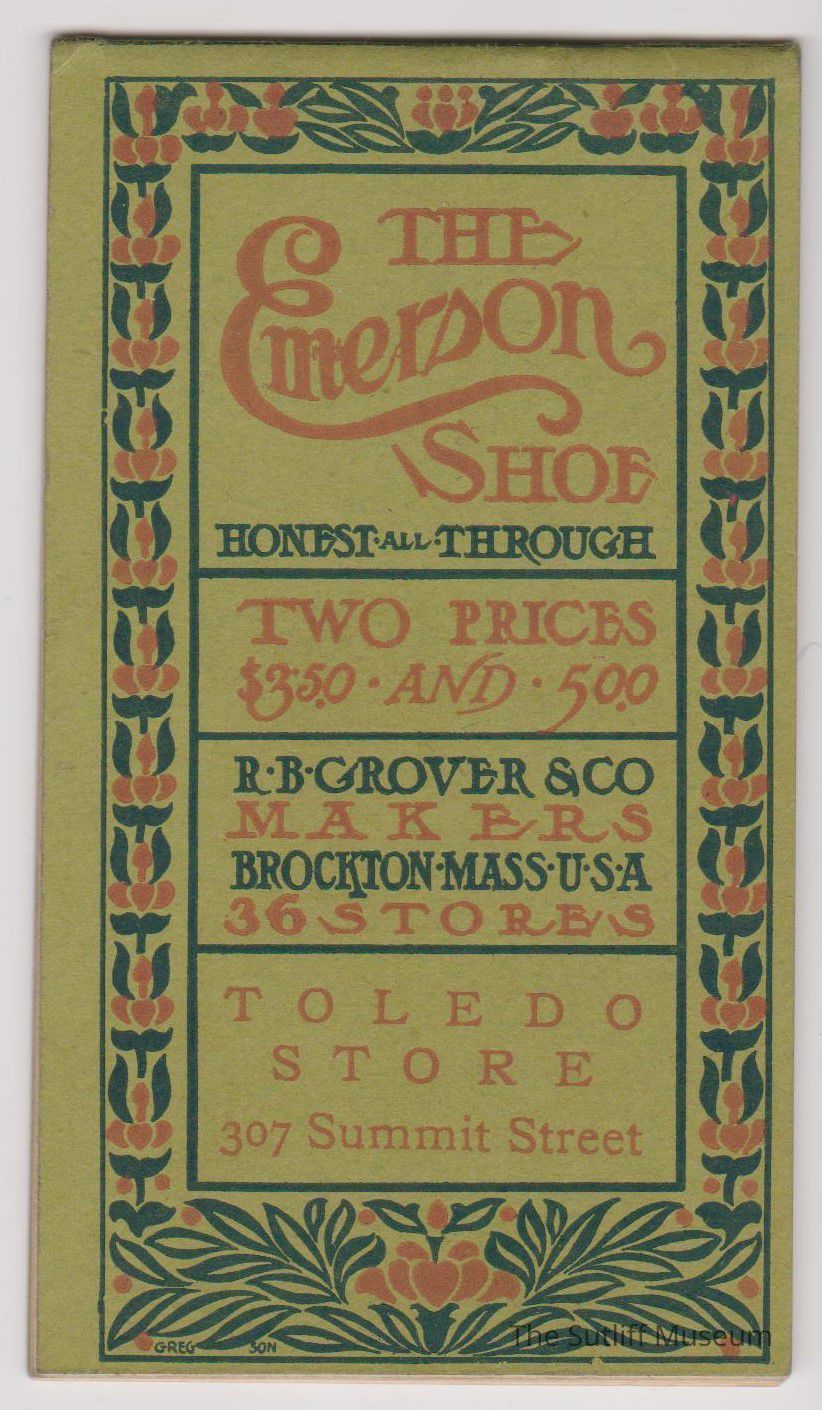 THE
Emerson
SHOE
HONEST·ALL·THROUGH
TWO PRICES
$3.50 · AND · 5.00
R·B·GROVER & CO
MAKERS
BROCKTON·MASS·U·S·A
36 STORES
TOLEDO
STORE
307 Summit Street
GREG SON
The Sutliff Museum